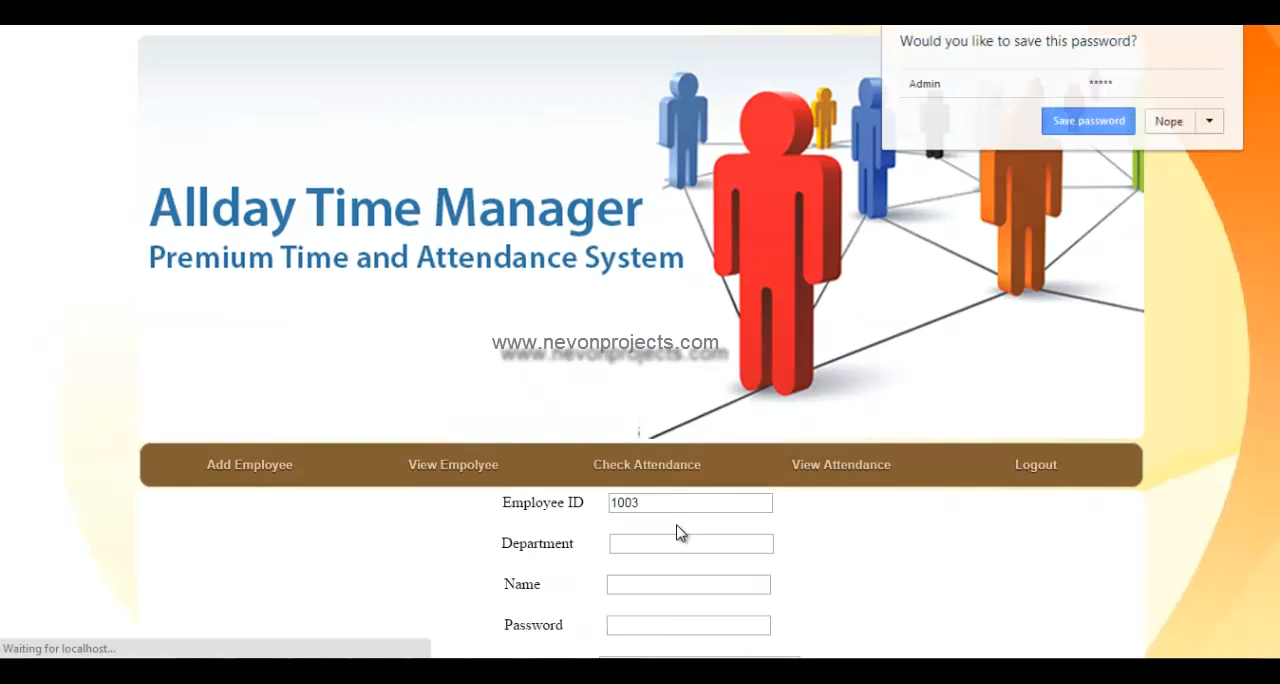 Would you like to save this password?
Admin *****
Save password Nope
Allday Time Manager
Premium Time and Attendance System
www.nevonprojects.com
Add Employee View Empolyee Check Attendance View Attendance Logout
Employee ID 1003
Department
Name
Password
Waiting for localhost...